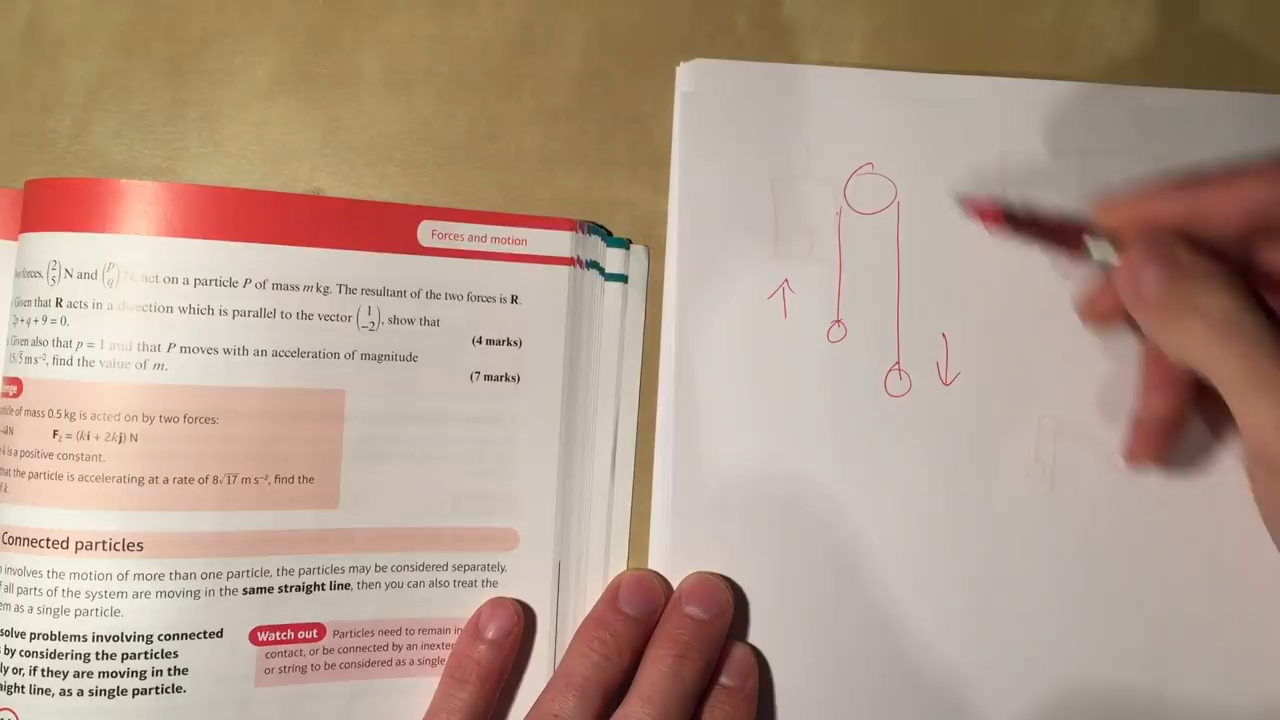 Forces and motion
forces, (2 5) N and (p q) N, act on a particle P of mass m kg. The resultant of the two forces is R.
Given that R acts in a direction which is parallel to the vector (1 −2), show that
2p + q + 9 = 0.
(4 marks)
Given also that p = 1 and that P moves with an acceleration of magnitude
15√5 m s⁻², find the value of m.
(7 marks)
of mass 0.5 kg is acted on by two forces:
F₂ = (ki + 2kj) N
k is a positive constant.
that the particle is accelerating at a rate of 8√17 m s⁻², find the
Connected particles
involves the motion of more than one particle, the particles may be considered separately.
all parts of the system are moving in the same straight line, then you can also treat the
as a single particle.
solve problems involving connected
by considering the particles
or, if they are moving in the
line, as a single particle.
Watch out Particles need to remain in
contact, or be connected by an
or string to be considered as a single